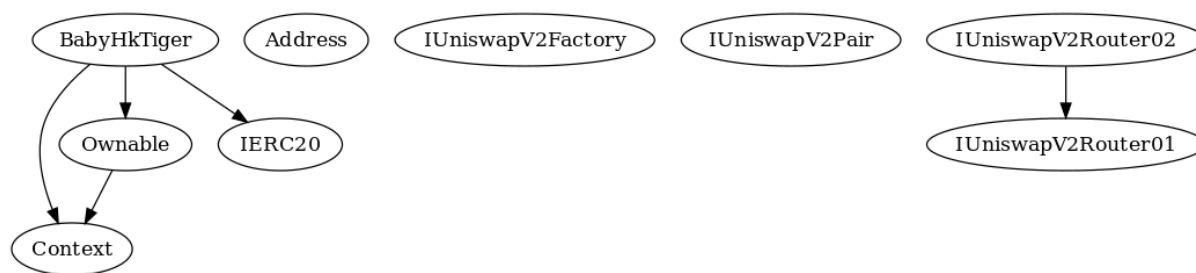 BabyHkTiger
Address
IUniswapV2Factory
IUniswapV2Pair
IUniswapV2Router02
Ownable
IERC20
IUniswapV2Router01
Context